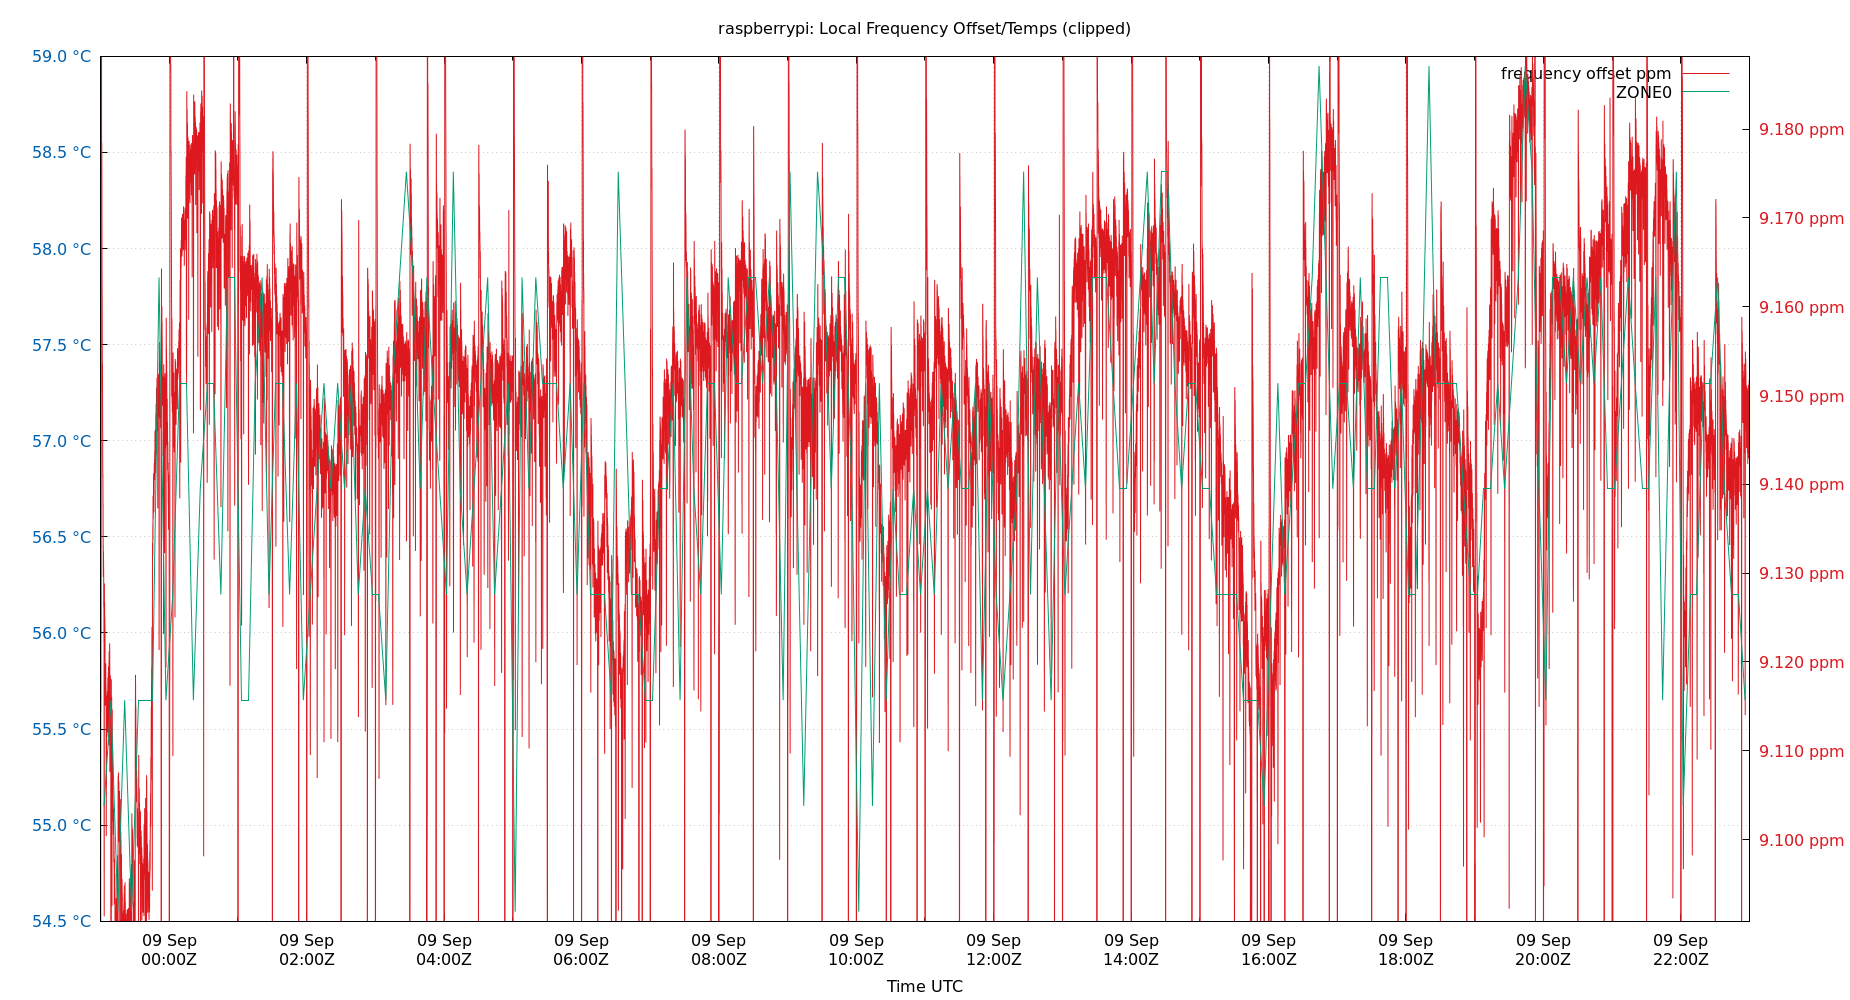 raspberrypi: Local Frequency Offset/Temps (clipped)
59.0 °C
58.5 °C
58.0 °C
57.5 °C
57.0 °C
56.5 °C
56.0 °C
55.5 °C
55.0 °C
54.5 °C
frequency offset ppm
ZONE0
9.180 ppm
9.170 ppm
9.160 ppm
9.150 ppm
9.140 ppm
9.130 ppm
9.120 ppm
9.110 ppm
9.100 ppm
09 Sep 09 Sep 09 Sep 09 Sep 09 Sep 09 Sep 09 Sep 09 Sep 09 Sep 09 Sep 09 Sep 09 Sep
00:00Z 02:00Z 04:00Z 06:00Z 08:00Z 10:00Z 12:00Z 14:00Z 16:00Z 18:00Z 20:00Z 22:00Z
Time UTC